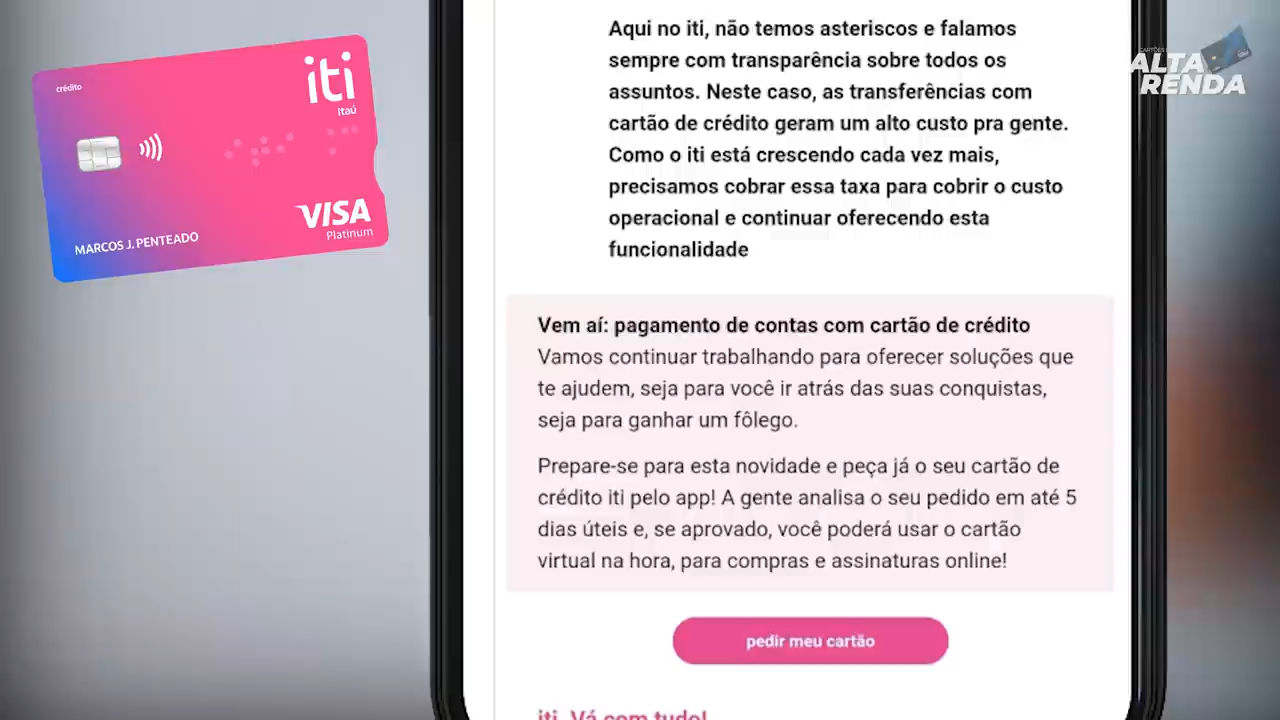 crédito
iti
Itaú
VISA
Platinum
MARCOS J. PENTEADO
Aqui no iti, não temos asteriscos e falamos
sempre com transparência sobre todos os
assuntos. Neste caso, as transferências com
cartão de crédito geram um alto custo pra gente.
Como o iti está crescendo cada vez mais,
precisamos cobrar essa taxa para cobrir o custo
operacional e continuar oferecendo esta
funcionalidade
Vem aí: pagamento de contas com cartão de crédito
Vamos continuar trabalhando para oferecer soluções que
te ajudem, seja para você ir atrás das suas conquistas,
seja para ganhar um fôlego.
Prepare-se para esta novidade e peça já o seu cartão de
crédito iti pelo app! A gente analisa o seu pedido em até 5
dias úteis e, se aprovado, você poderá usar o cartão
virtual na hora, para compras e assinaturas online!
pedir meu cartão
iti. Vá com tudo!
ALTA
RENDA